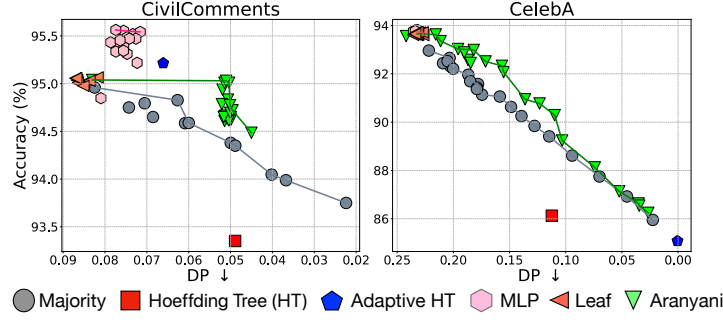 CivilComments
CelebA
Accuracy (%)
95.5
95.0
94.5
94.0
93.5
0.09 0.08 0.07 0.06 0.05 0.04 0.03 0.02
DP ↓
94
92
90
88
86
0.25 0.20 0.15 0.10 0.05 0.00
DP ↓
Majority Hoeffding Tree (HT) Adaptive HT MLP Leaf Aranyani